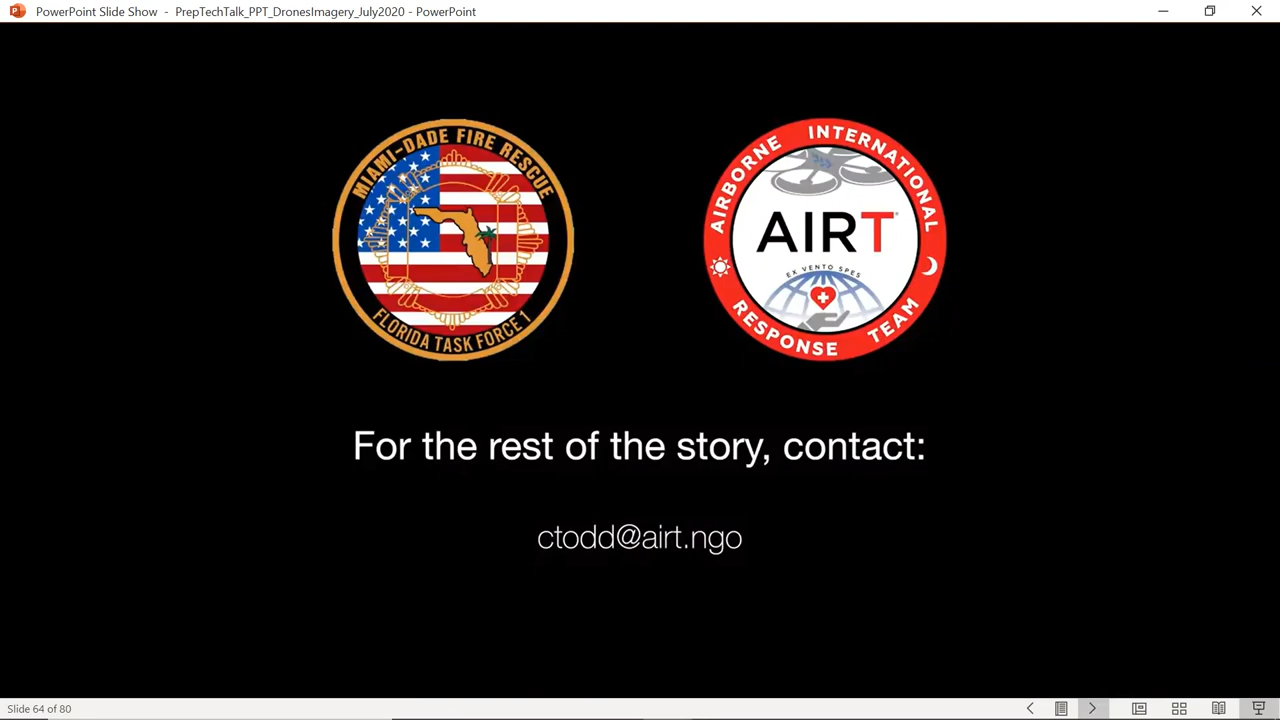 PowerPoint Slide Show - PrepTechTalk_PPT_DronesImagery_July2020 - PowerPoint
MIAMI-DADE FIRE RESCUE
FLORIDA TASK FORCE 1
AIRBORNE INTERNATIONAL
AIRT
EX VENTO SPES
RESPONSE TEAM
For the rest of the story, contact:
ctodd@airt.ngo
Slide 64 of 80